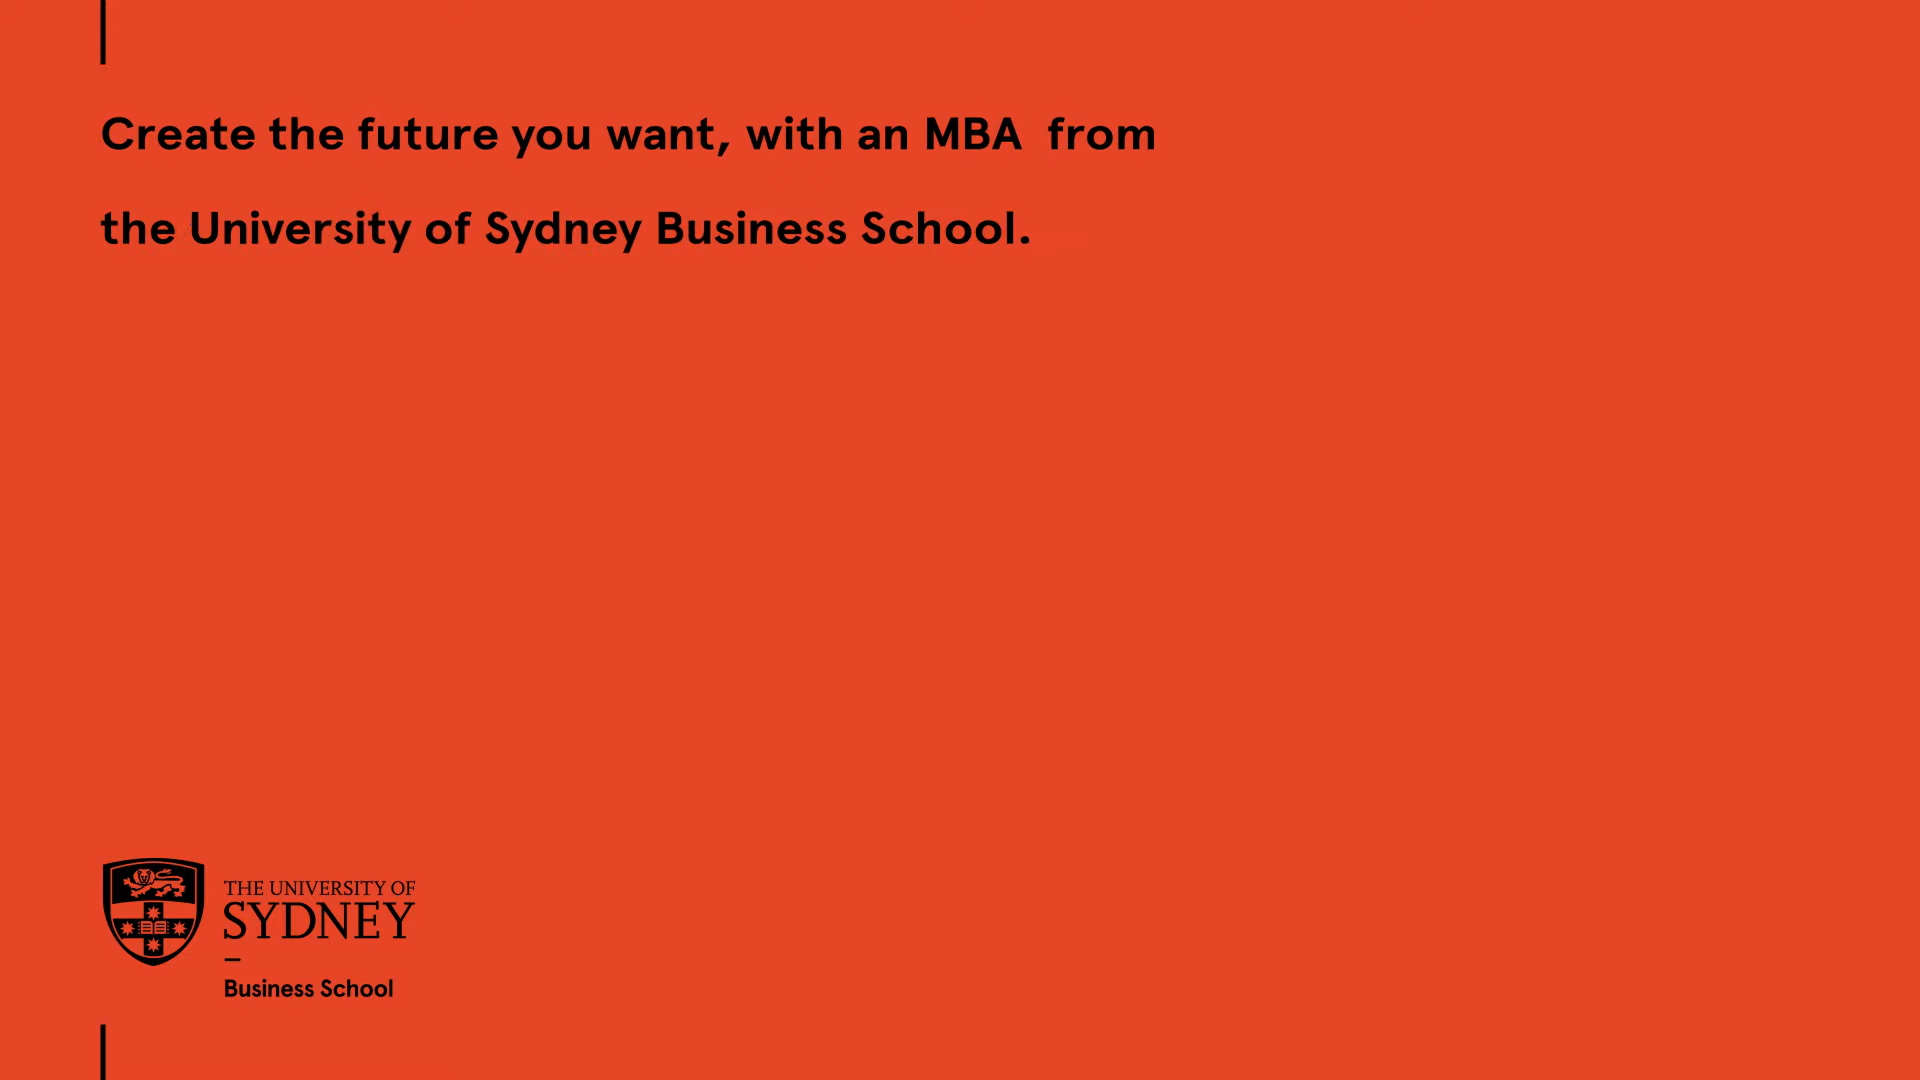 Create the future you want, with an MBA  from
the University of Sydney Business School.
THE UNIVERSITY OF
SYDNEY
Business School